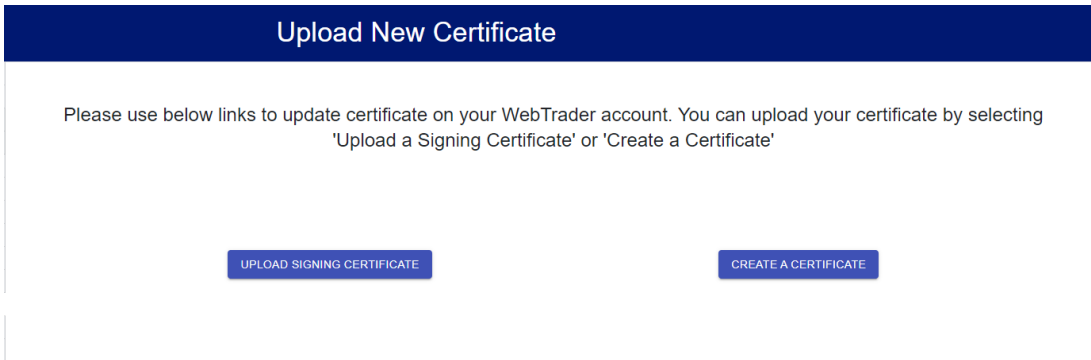 Upload New Certificate
Please use below links to update certificate on your WebTrader account. You can upload your certificate by selecting
'Upload a Signing Certificate' or 'Create a Certificate'
UPLOAD SIGNING CERTIFICATE
CREATE A CERTIFICATE